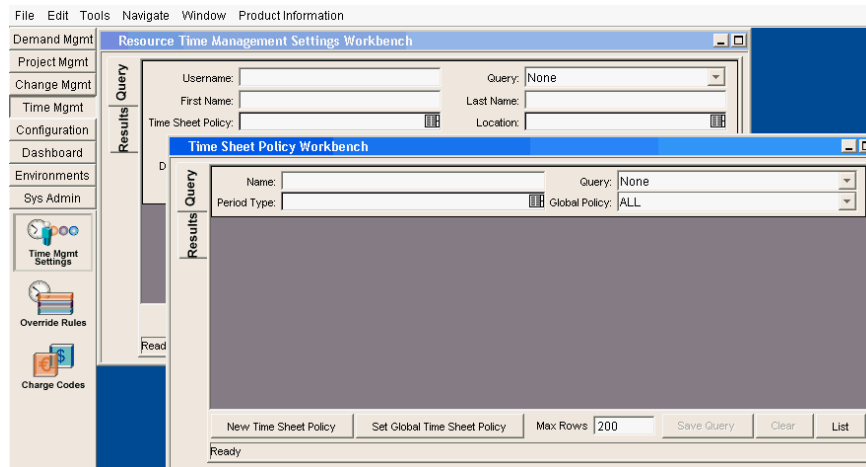 File Edit Tools Navigate Window Product Information
Demand Mgmt
Project Mgmt
Change Mgmt
Time Mgmt
Configuration
Dashboard
Environments
Sys Admin
Time Mgmt
Settings
Override Rules
Charge Codes
Resource Time Management Settings Workbench
Query
Results
Username: Query: None
First Name: Last Name:
Time Sheet Policy: Location:
D
Read
Time Sheet Policy Workbench
Query
Results
Name: Query: None
Period Type: Global Policy: ALL
New Time Sheet Policy Set Global Time Sheet Policy Max Rows 200 Save Query Clear List
Ready